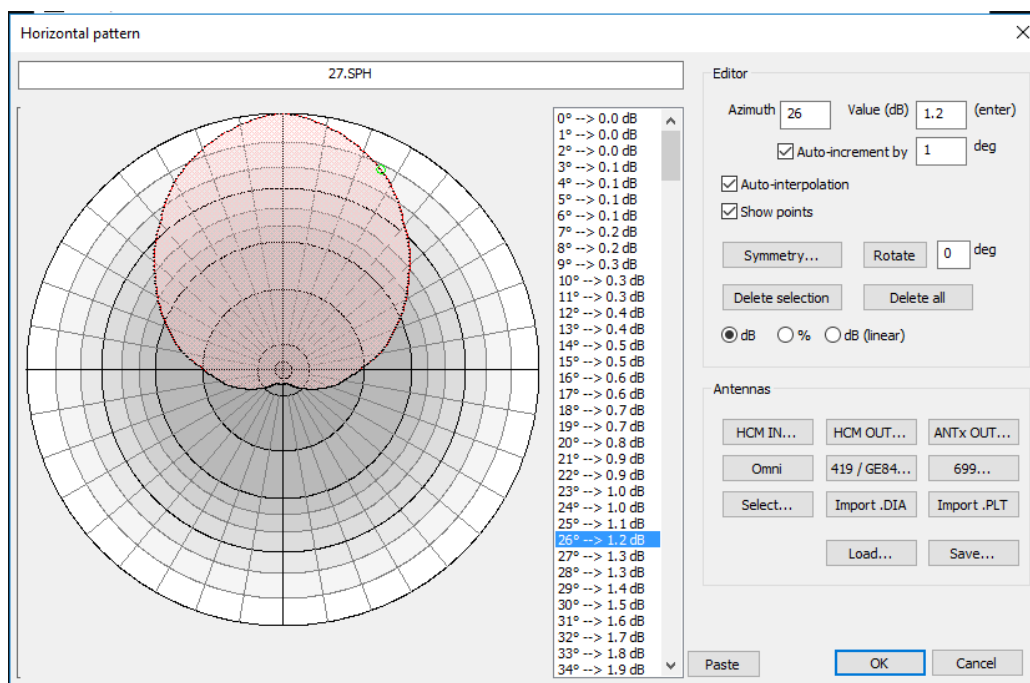 Horizontal pattern
27.SPH
0° --> 0.0 dB
1° --> 0.0 dB
2° --> 0.0 dB
3° --> 0.1 dB
4° --> 0.1 dB
5° --> 0.1 dB
6° --> 0.1 dB
7° --> 0.2 dB
8° --> 0.2 dB
9° --> 0.3 dB
10° --> 0.3 dB
11° --> 0.3 dB
12° --> 0.4 dB
13° --> 0.4 dB
14° --> 0.5 dB
15° --> 0.5 dB
16° --> 0.6 dB
17° --> 0.6 dB
18° --> 0.7 dB
19° --> 0.7 dB
20° --> 0.8 dB
21° --> 0.9 dB
22° --> 0.9 dB
23° --> 1.0 dB
24° --> 1.0 dB
25° --> 1.1 dB
26° --> 1.2 dB
27° --> 1.3 dB
28° --> 1.3 dB
29° --> 1.4 dB
30° --> 1.5 dB
31° --> 1.6 dB
32° --> 1.7 dB
33° --> 1.8 dB
34° --> 1.9 dB
Editor
Azimuth 26 Value (dB) 1.2 (enter)
Auto-increment by 1 deg
Auto-interpolation
Show points
Symmetry... Rotate 0 deg
Delete selection Delete all
dB % dB (linear)
Antennas
HCM IN... HCM OUT... ANTx OUT...
Omni 419 / GE84... 699...
Select... Import .DIA Import .PLT
Load... Save...
Paste OK Cancel